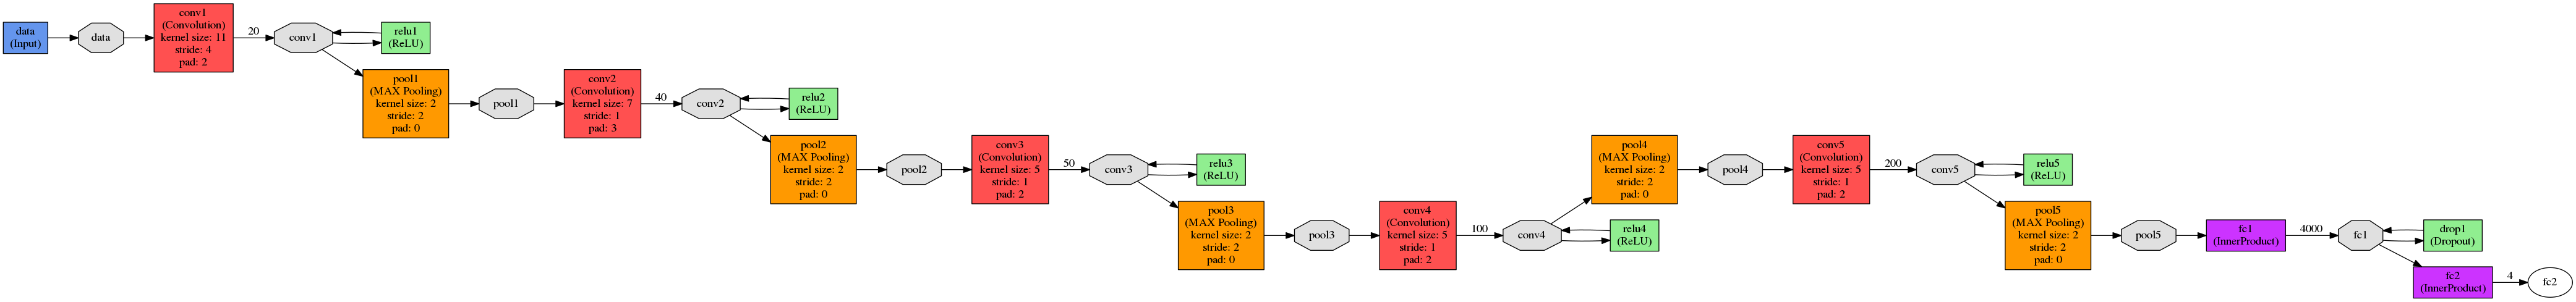 data
(Input)
data
conv1
(Convolution)
kernel size: 11
stride: 4
pad: 2
20
conv1
relu1
(ReLU)
pool1
(MAX Pooling)
kernel size: 2
stride: 2
pad: 0
pool1
conv2
(Convolution)
kernel size: 7
stride: 1
pad: 3
40
conv2
relu2
(ReLU)
pool2
(MAX Pooling)
kernel size: 2
stride: 2
pad: 0
pool2
conv3
(Convolution)
kernel size: 5
stride: 1
pad: 2
50
conv3
relu3
(ReLU)
pool3
(MAX Pooling)
kernel size: 2
stride: 2
pad: 0
pool3
conv4
(Convolution)
kernel size: 5
stride: 1
pad: 2
100
conv4
relu4
(ReLU)
pool4
(MAX Pooling)
kernel size: 2
stride: 2
pad: 0
pool4
conv5
(Convolution)
kernel size: 5
stride: 1
pad: 2
200
conv5
relu5
(ReLU)
pool5
(MAX Pooling)
kernel size: 2
stride: 2
pad: 0
pool5
fc1
(InnerProduct)
4000
fc1
drop1
(Dropout)
fc2
(InnerProduct)
4
fc2